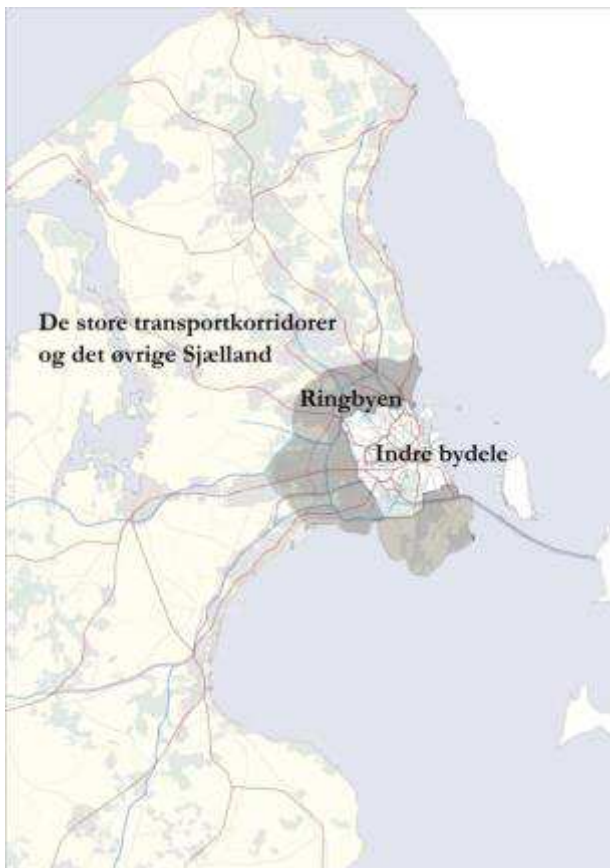 De store transportkorridorer
og det øvrige Sjælland
Ringbyen
Indre bydele